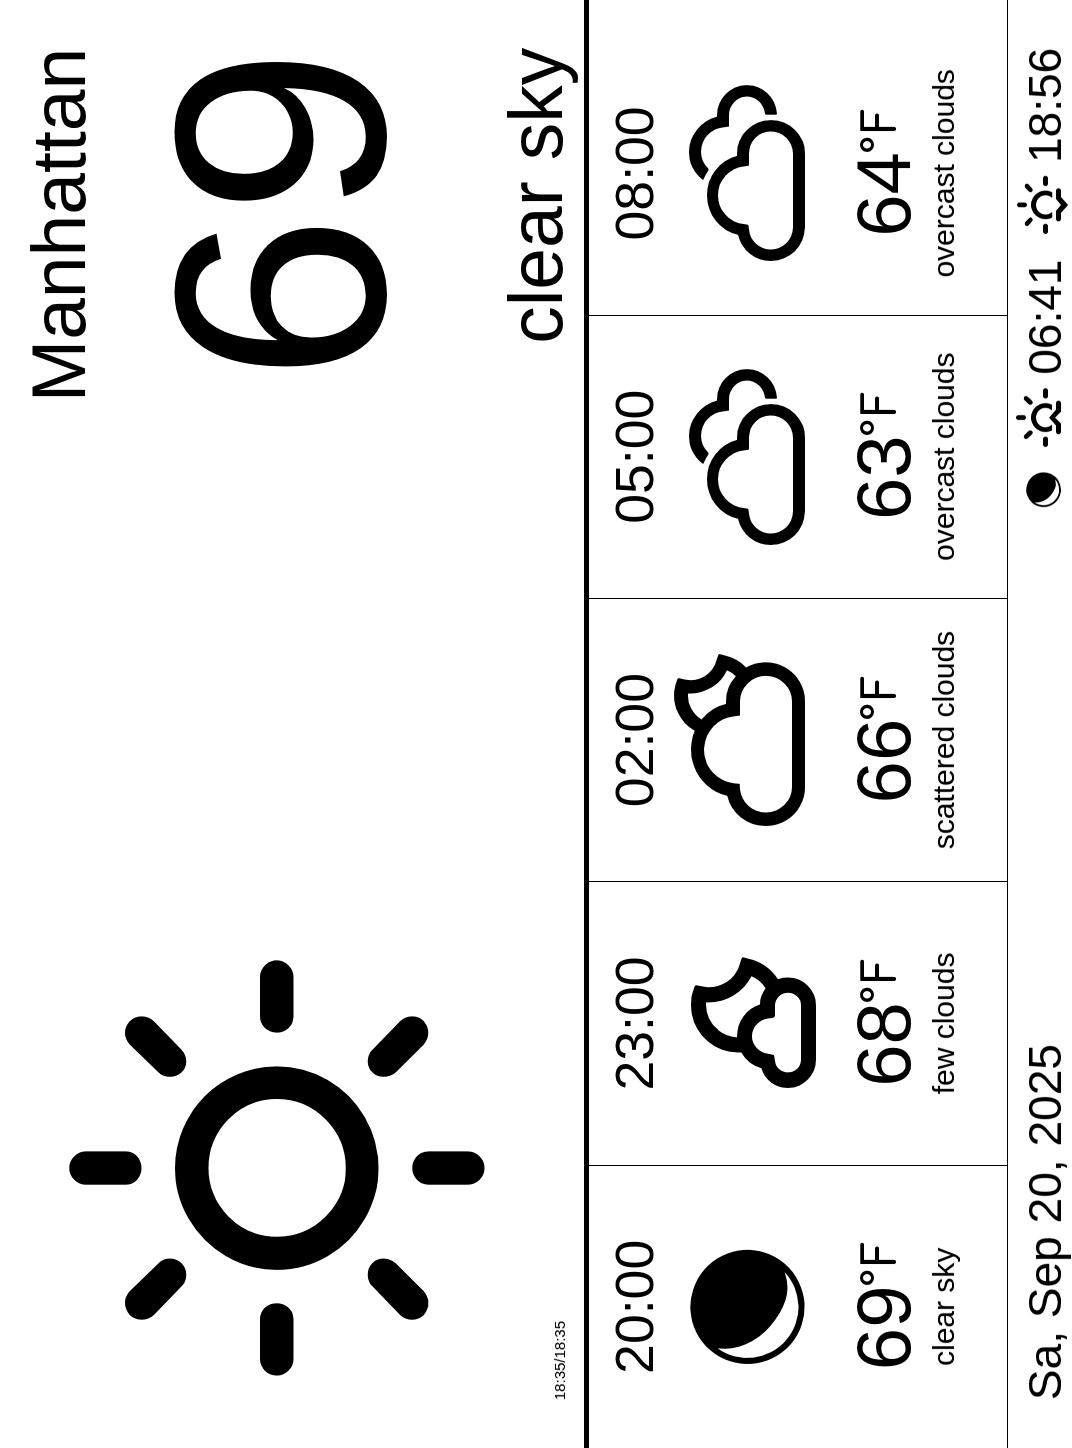 Manhattan
69
clear sky
18:35/18:35
20:00
69°F
clear sky
23:00
68°F
few clouds
02:00
66°F
scattered clouds
05:00
63°F
overcast clouds
08:00
64°F
overcast clouds
Sa, Sep 20, 2025
06:41
18:56